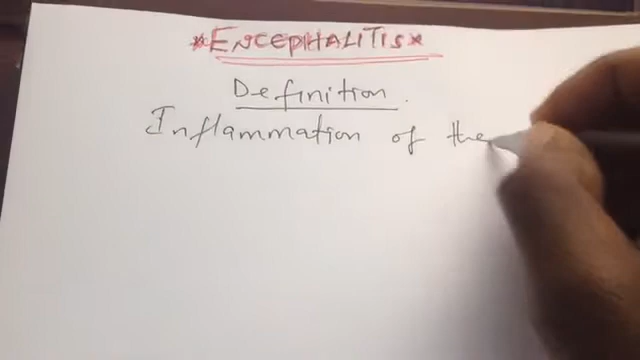 *ENCEPHALITIS*
Definition.
Inflammation of the